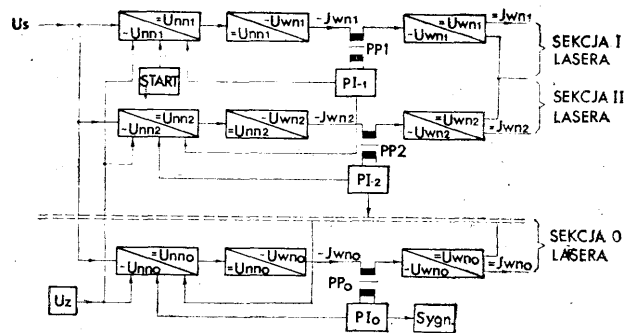 Us
=Unn1
~Unn1
~Uwn1
=Unn1
~Jwn1
PP1
=Uwn1
~Uwn1
=Jwn1
SEKCJA I
LASERA
START
PI-1
=Unn2
~Unn2
~Uwn2
=Unn2
~Jwn2
PP2
=Uwn2
~Uwn2
=Jwn2
SEKCJA II
LASERA
PI-2
=Unno
~Unno
~Uwno
=Unno
~Jwno
PPo
=Uwno
~Uwno
=Jwno
SEKCJA 0
LASERA
Uz
PIo
Sygn.